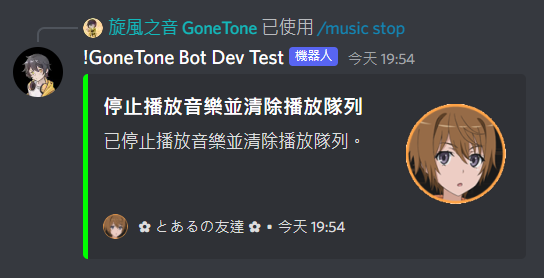 旋風之音 GoneTone 已使用 /music stop
!GoneTone Bot Dev Test 機器人 今天 19:54
停止播放音樂並清除播放隊列
已停止播放音樂並清除播放隊列。
✿ とあるの友達 ✿ • 今天 19:54